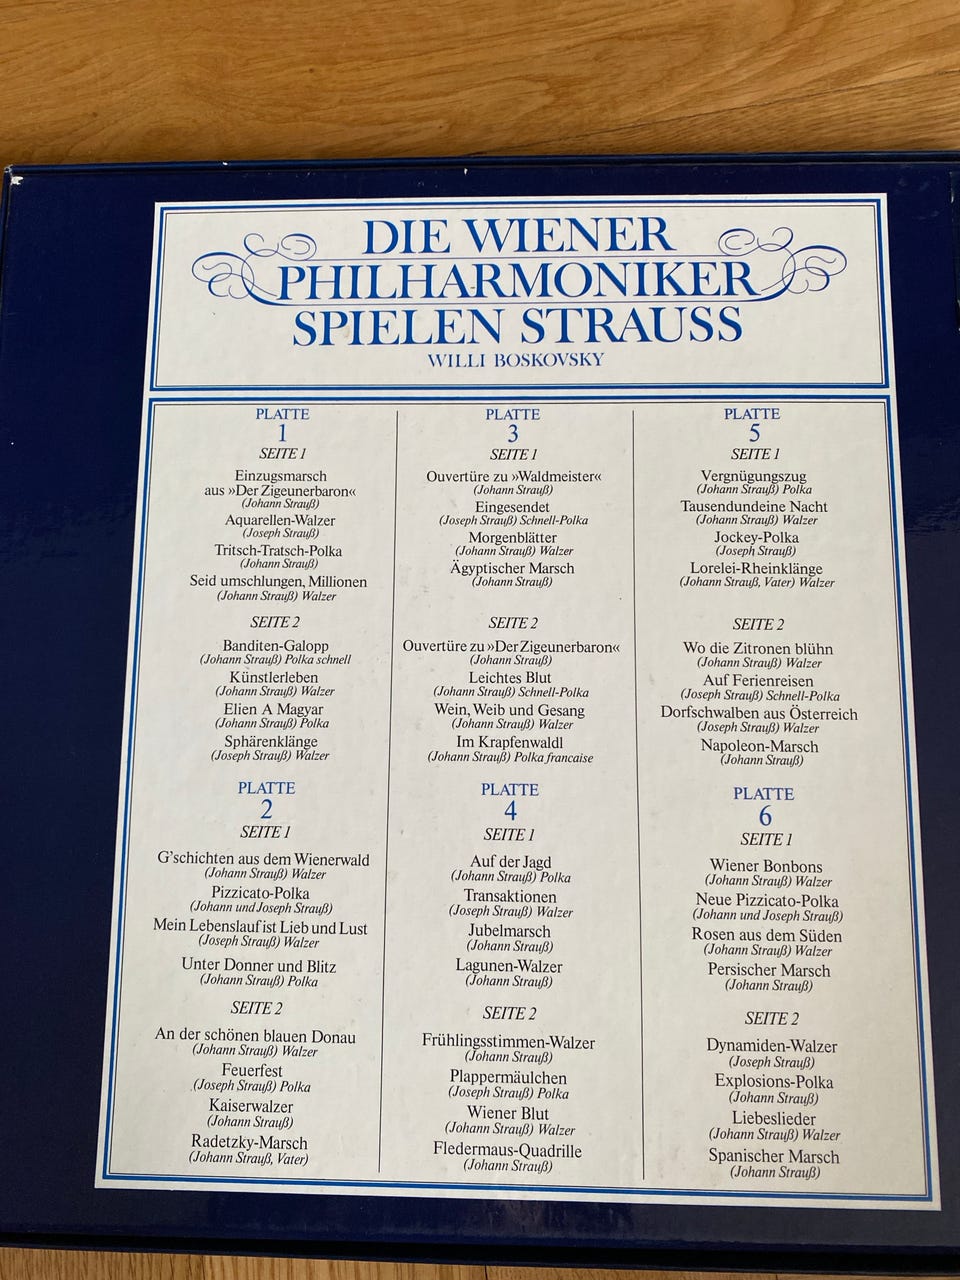 DIE WIENER
PHILHARMONIKER
SPIELEN STRAUSS
WILLI BOSKOVSKY
PLATTE
1
SEITE 1
Einzugsmarsch
aus »Der Zigeunerbaron«
(Johann Strauß)
Aquarellen-Walzer
(Joseph Strauß)
Tritsch-Tratsch-Polka
(Johann Strauß)
Seid umschlungen, Millionen
(Johann Strauß) Walzer
SEITE 2
Banditen-Galopp
(Johann Strauß) Polka schnell
Künstlerleben
(Johann Strauß) Walzer
Elien A Magyar
(Johann Strauß) Polka
Sphärenklänge
(Joseph Strauß) Walzer
PLATTE
2
SEITE 1
G'schichten aus dem Wienerwald
(Johann Strauß) Walzer
Pizzicato-Polka
(Johann und Joseph Strauß)
Mein Lebenslauf ist Lieb und Lust
(Joseph Strauß) Walzer
Unter Donner und Blitz
(Johann Strauß) Polka
SEITE 2
An der schönen blauen Donau
(Johann Strauß) Walzer
Feuerfest
(Joseph Strauß) Polka
Kaiserwalzer
(Johann Strauß)
Radetzky-Marsch
(Johann Strauß, Vater)
PLATTE
3
SEITE 1
Ouvertüre zu »Waldmeister«
(Johann Strauß)
Eingesendet
(Joseph Strauß) Schnell-Polka
Morgenblätter
(Johann Strauß) Walzer
Ägyptischer Marsch
(Johann Strauß)
SEITE 2
Ouvertüre zu »Der Zigeunerbaron«
(Johann Strauß)
Leichtes Blut
(Johann Strauß) Schnell-Polka
Wein, Weib und Gesang
(Johann Strauß) Walzer
Im Krapfenwaldl
(Johann Strauß) Polka francaise
PLATTE
4
SEITE 1
Auf der Jagd
(Johann Strauß) Polka
Transaktionen
(Joseph Strauß) Walzer
Jubelmarsch
(Johann Strauß)
Lagunen-Walzer
(Johann Strauß)
SEITE 2
Frühlingsstimmen-Walzer
(Johann Strauß)
Plappermäulchen
(Joseph Strauß) Polka
Wiener Blut
(Johann Strauß) Walzer
Fledermaus-Quadrille
(Johann Strauß)
PLATTE
5
SEITE 1
Vergnügungszug
(Johann Strauß) Polka
Tausendundeine Nacht
(Johann Strauß) Walzer
Jockey-Polka
(Joseph Strauß)
Lorelei-Rheinklänge
(Johann Strauß, Vater) Walzer
SEITE 2
Wo die Zitronen blühn
(Johann Strauß) Walzer
Auf Ferienreisen
(Joseph Strauß) Schnell-Polka
Dorfschwalben aus Österreich
(Joseph Strauß) Walzer
Napoleon-Marsch
(Johann Strauß)
PLATTE
6
SEITE 1
Wiener Bonbons
(Johann Strauß) Walzer
Neue Pizzicato-Polka
(Johann und Joseph Strauß)
Rosen aus dem Süden
(Johann Strauß) Walzer
Persischer Marsch
(Johann Strauß)
SEITE 2
Dynamiden-Walzer
(Joseph Strauß)
Explosions-Polka
(Johann Strauß)
Liebeslieder
(Johann Strauß) Walzer
Spanischer Marsch
(Johann Strauß)